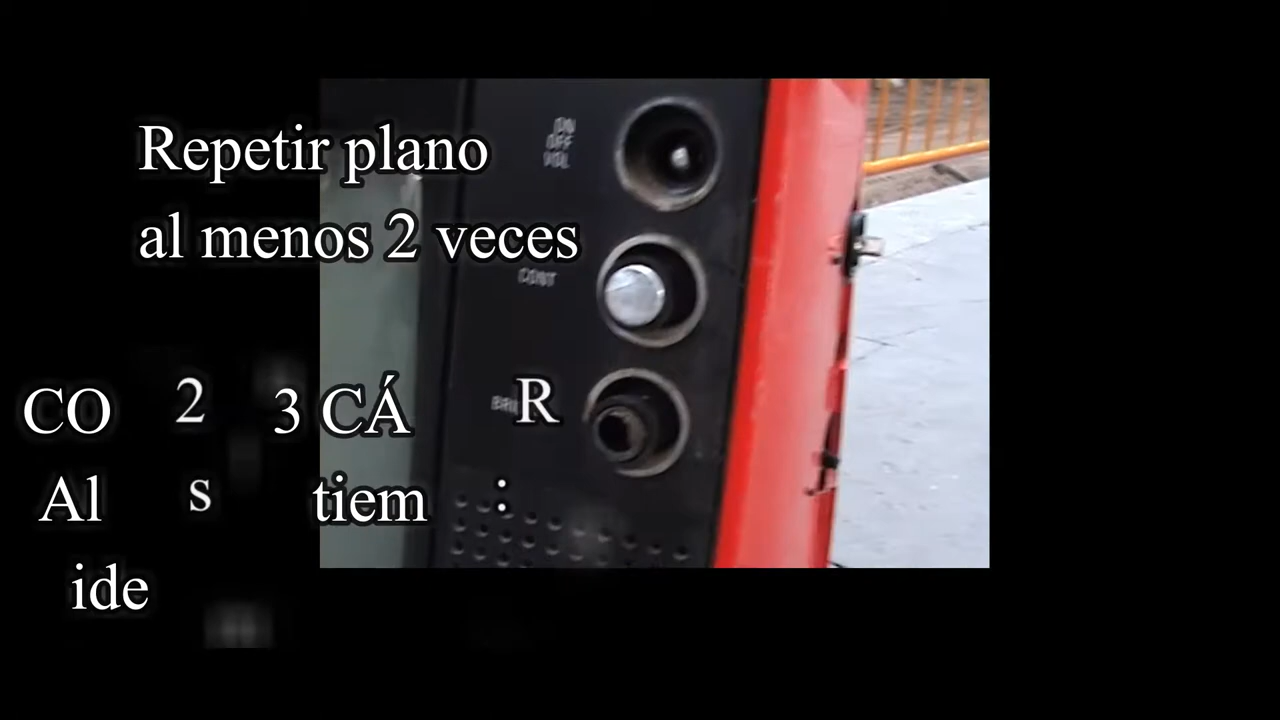 Repetir plano
al menos 2 veces
CO 2 3 CÁ R
Al s tiem :
ide
ON
OFF
VOL
CONT